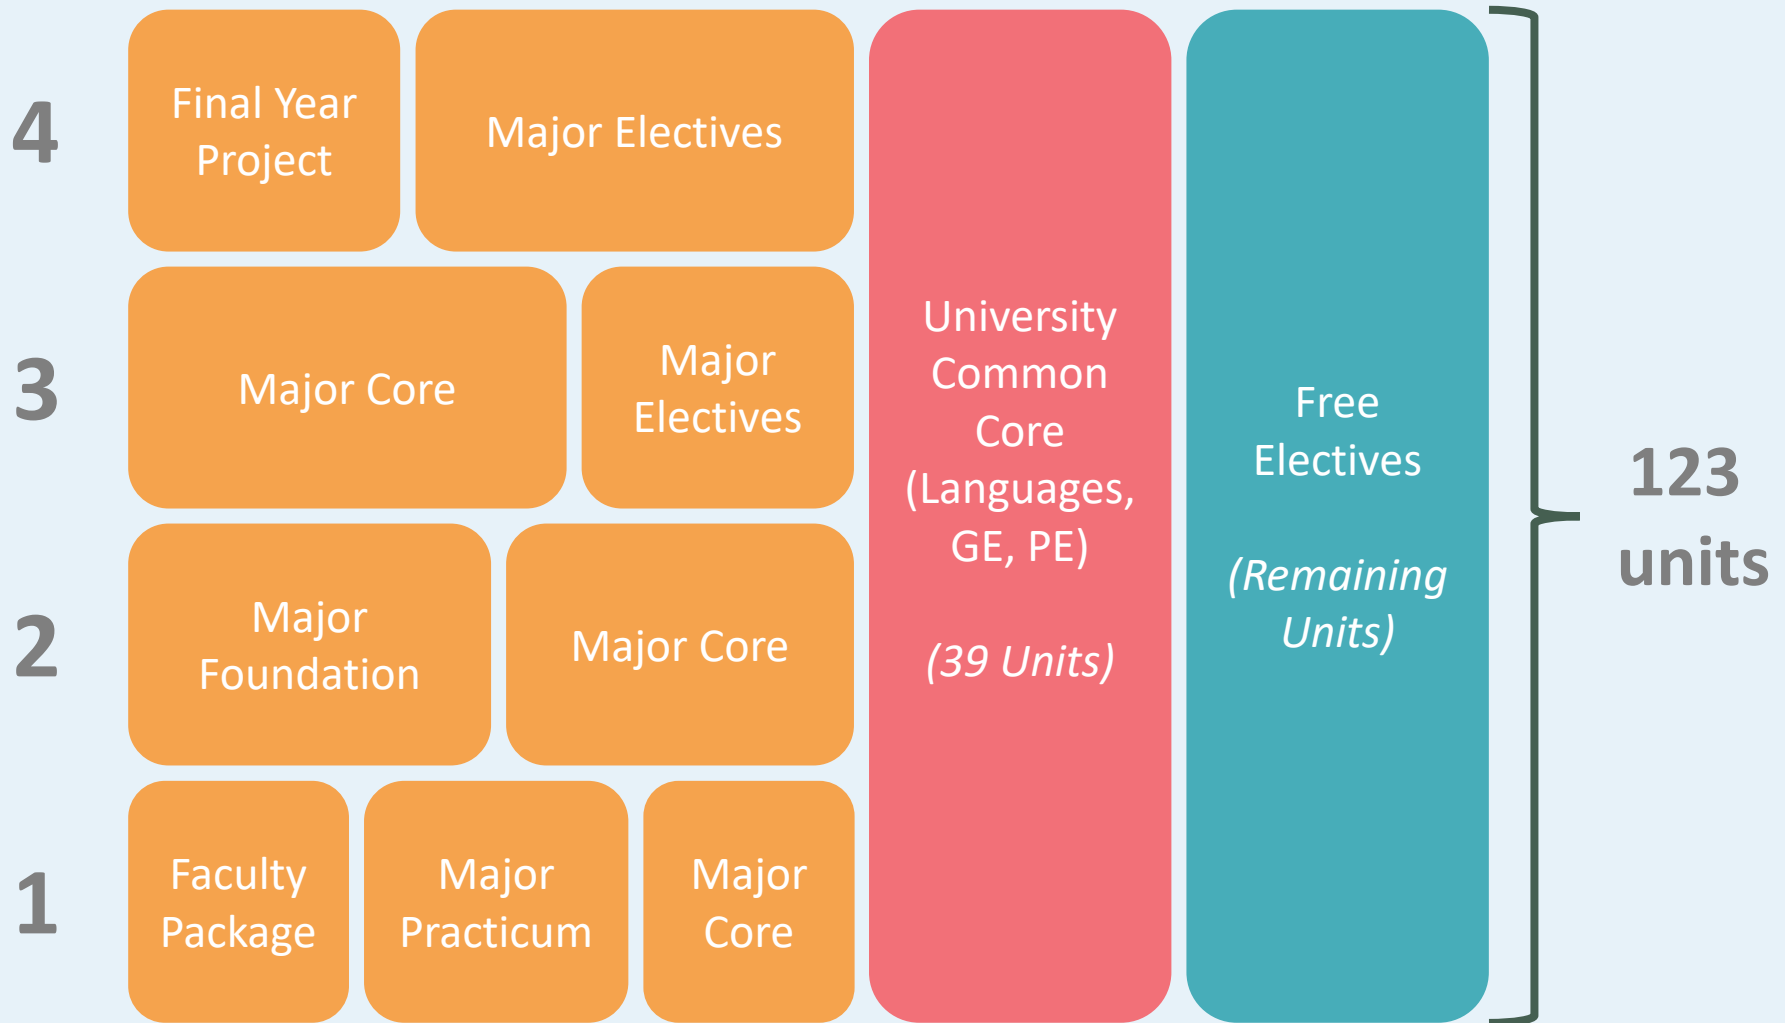 4
Final Year
Project
Major Electives
3
Major Core
Major
Electives
2
Major
Foundation
Major Core
1
Faculty
Package
Major
Practicum
Major
Core
University
Common
Core
(Languages,
GE, PE)
(39 Units)
Free
Electives
(Remaining
Units)
123
units